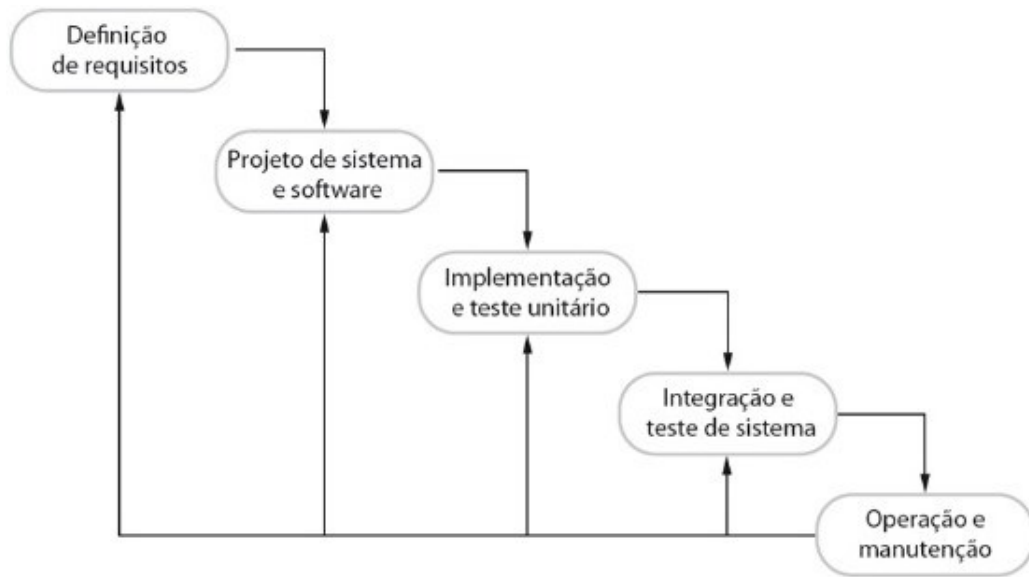 Definição
de requisitos
Projeto de sistema
e software
Implementação
e teste unitário
Integração e
teste de sistema
Operação e
manutenção